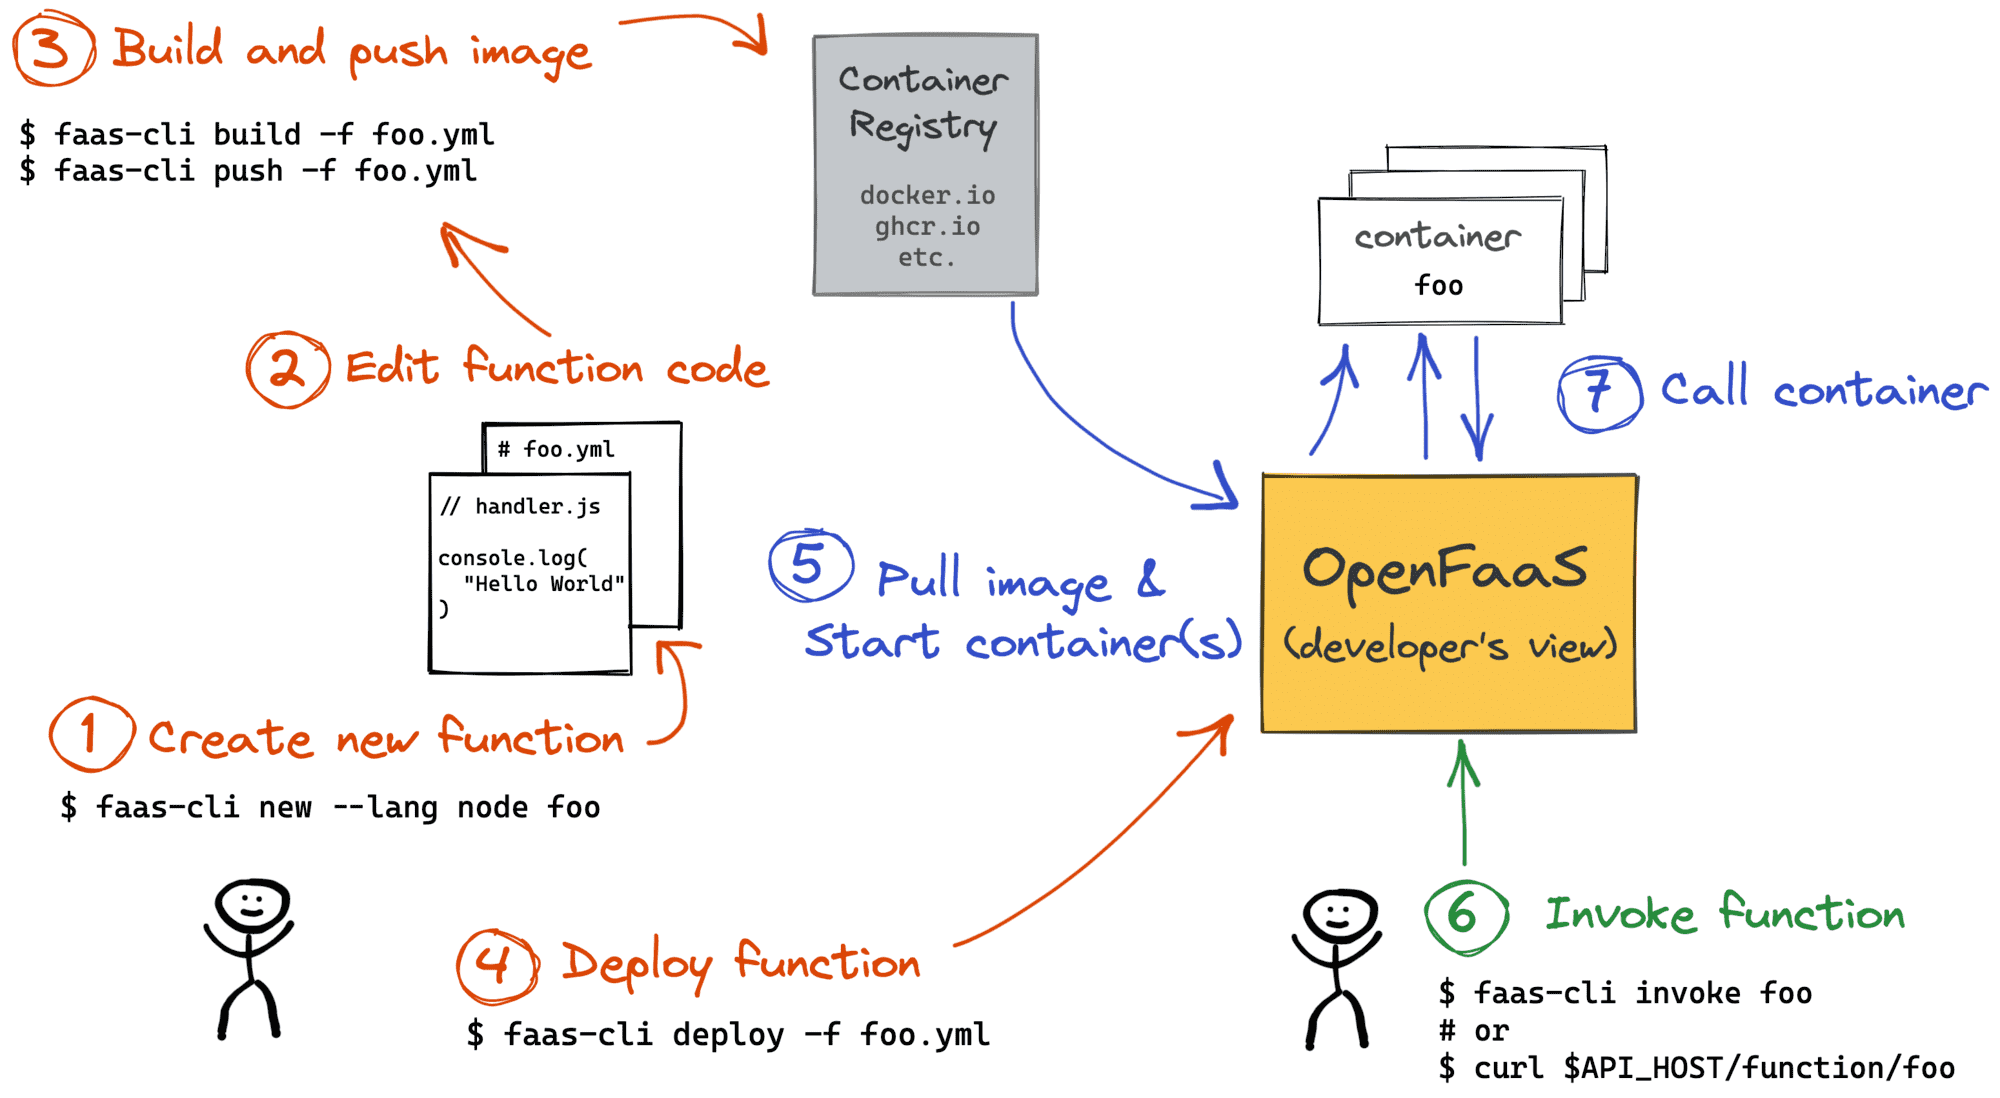 3 Build and push image
$ faas-cli build -f foo.yml
$ faas-cli push -f foo.yml
Container
Registry
docker.io
ghcr.io
etc.
container
foo
2 Edit function code
# foo.yml
// handler.js
console.log(
"Hello World"
)
7 Call container
OpenFaaS
(developer's view)
5 Pull image &
Start container(s)
1 Create new function
$ faas-cli new --lang node foo
4 Deploy function
$ faas-cli deploy -f foo.yml
6 Invoke function
$ faas-cli invoke foo
# or
$ curl $API_HOST/function/foo